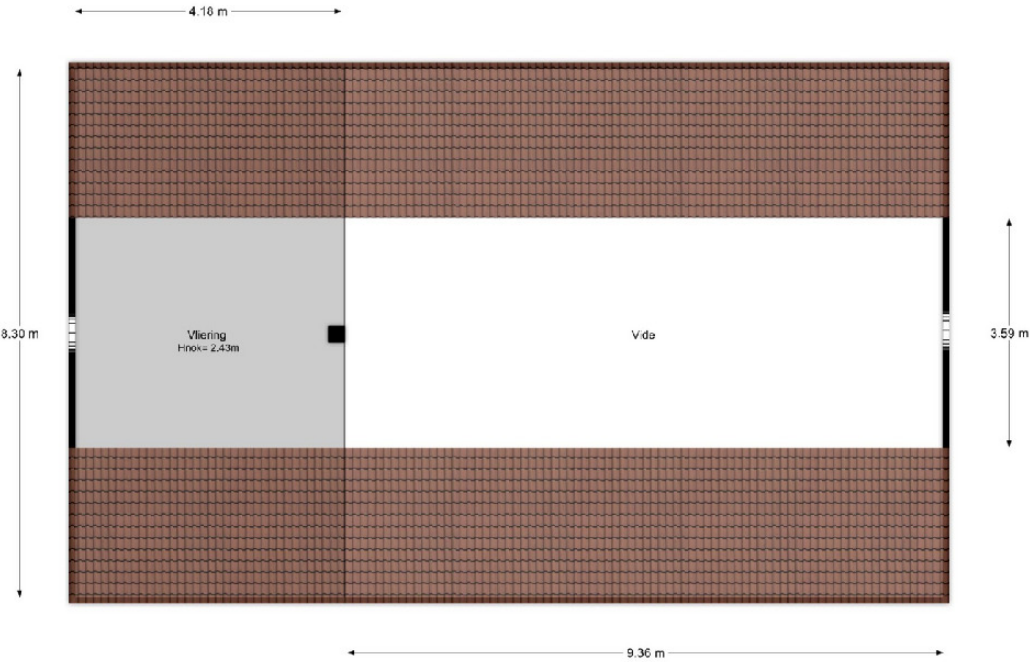 4.18 m
8.30 m
Vliering
Hnok= 2.43m
Vide
3.59 m
9.36 m